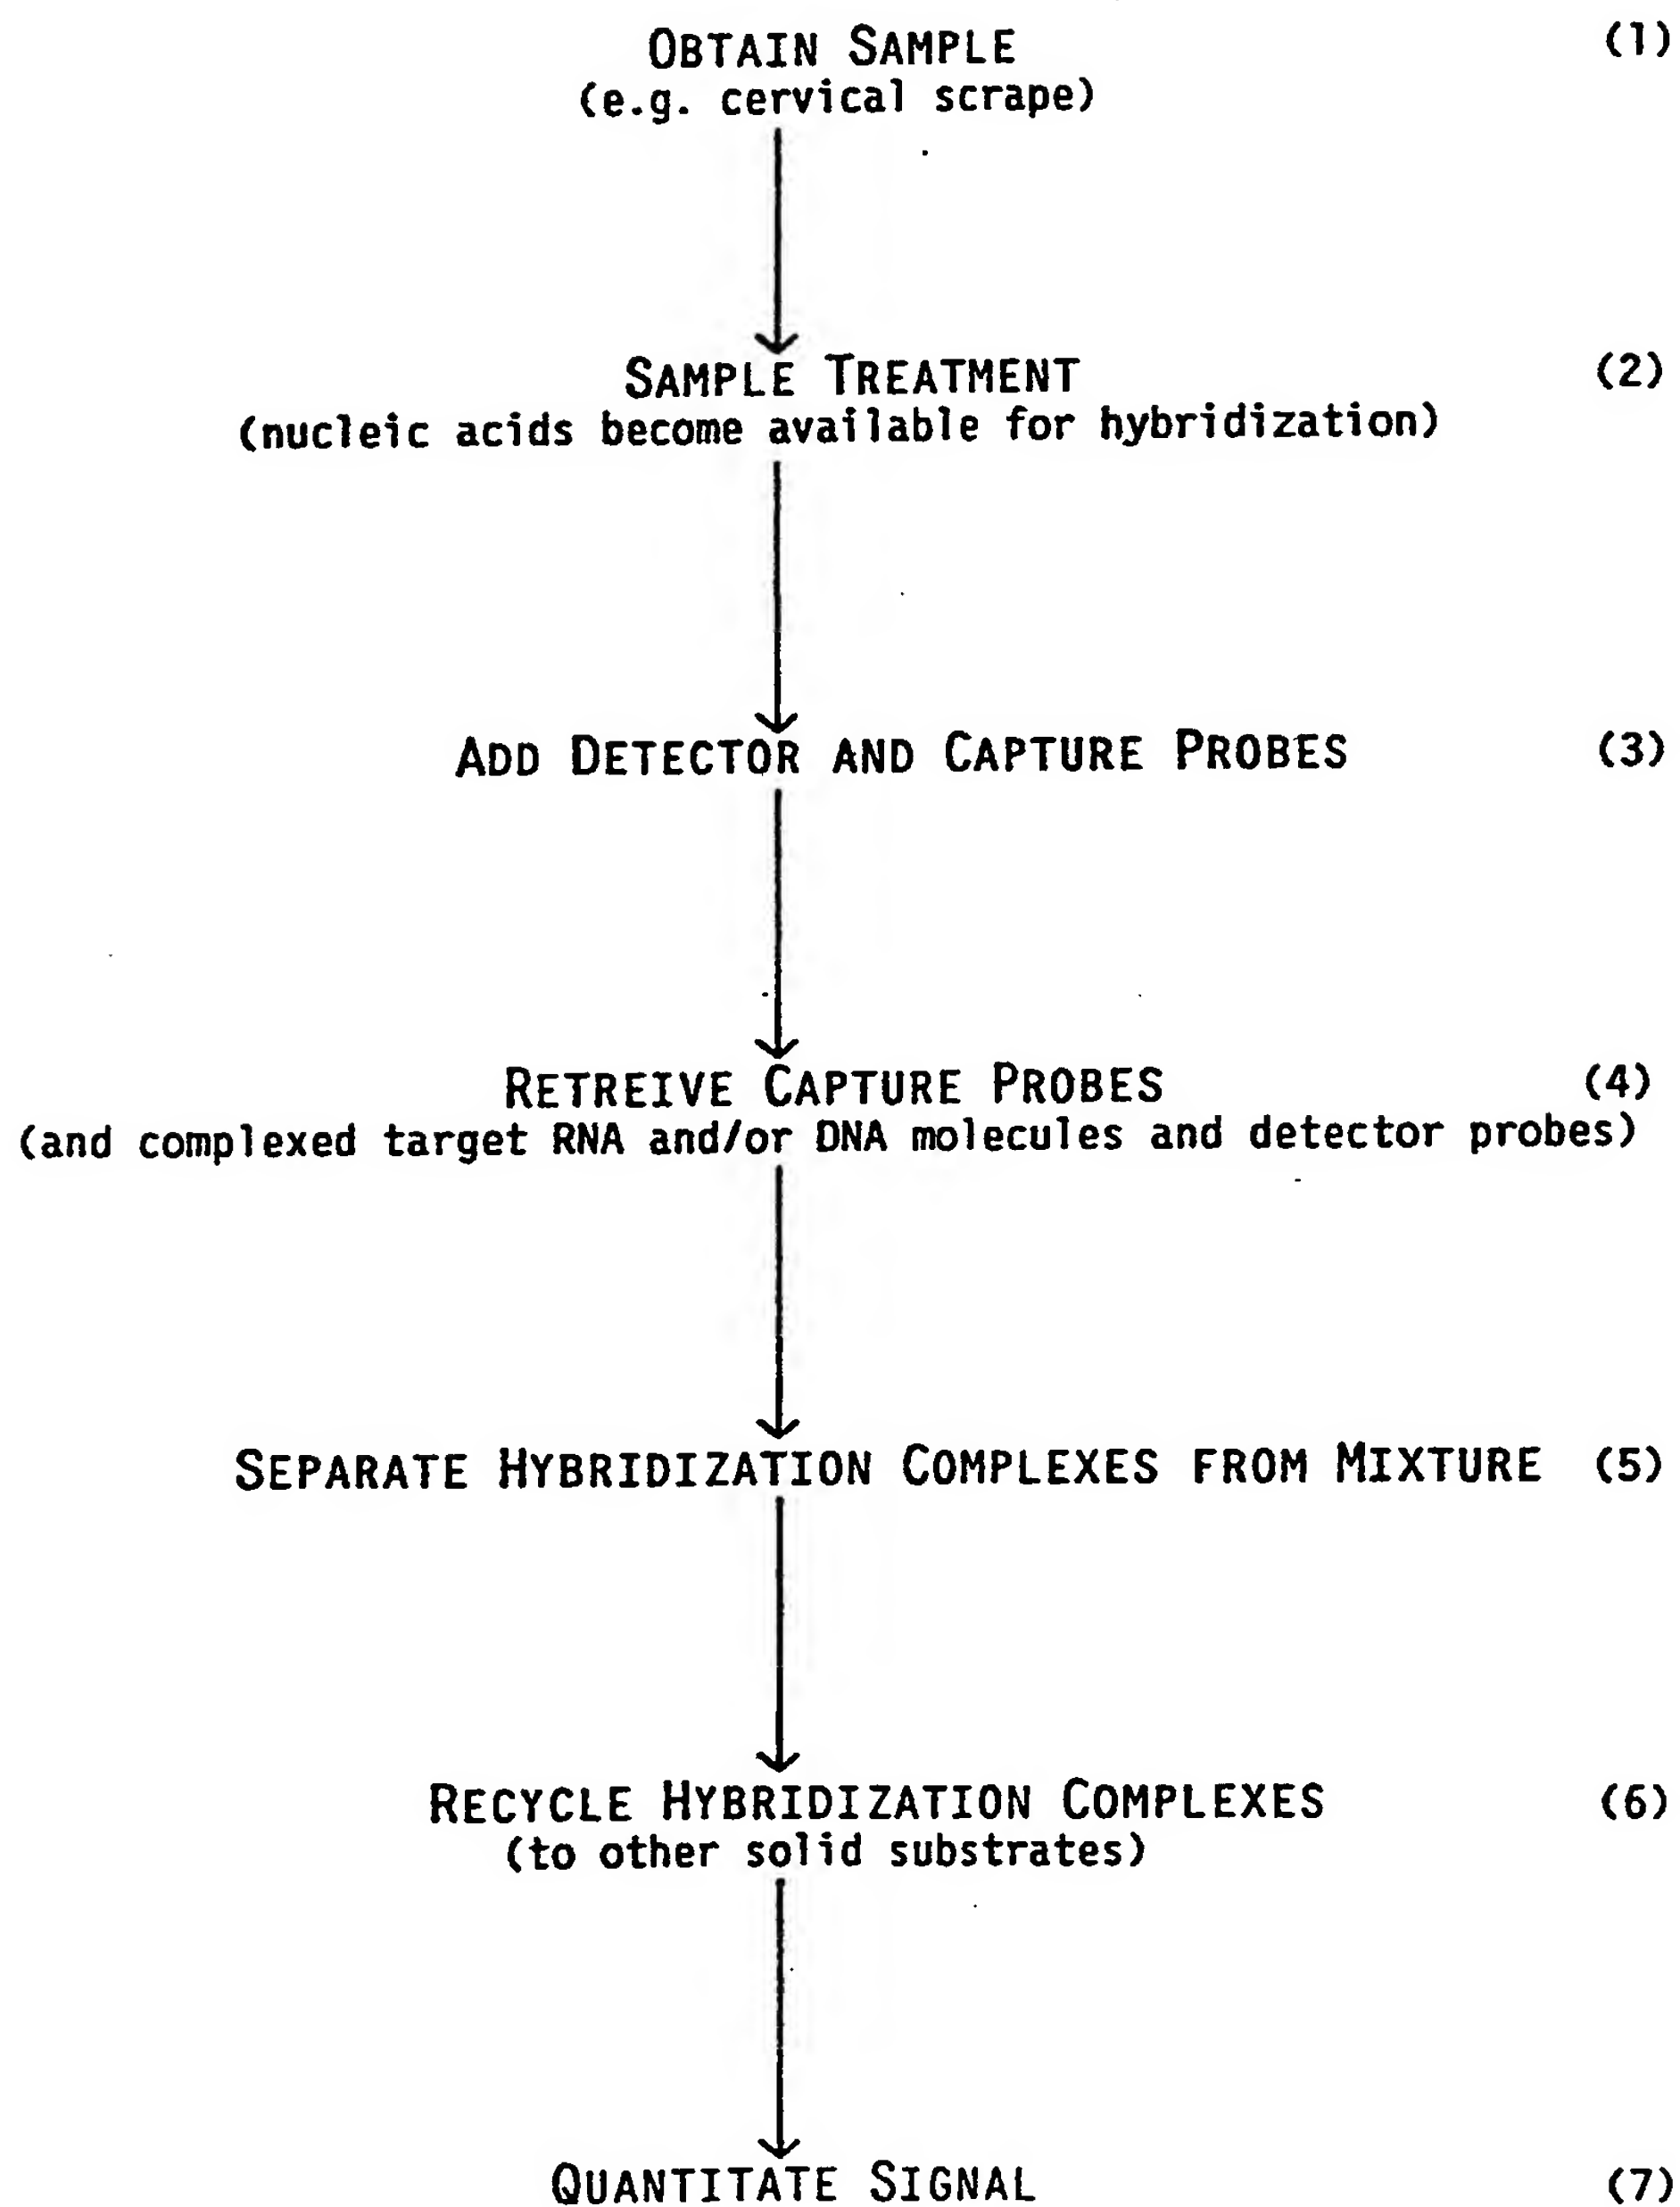 OBTAIN SAMPLE (1)
(e.g. cervical scrape)
SAMPLE TREATMENT (2)
(nucleic acids become available for hybridization)
ADD DETECTOR AND CAPTURE PROBES (3)
RETREIVE CAPTURE PROBES (4)
(and complexed target RNA and/or DNA molecules and detector probes)
SEPARATE HYBRIDIZATION COMPLEXES FROM MIXTURE (5)
RECYCLE HYBRIDIZATION COMPLEXES (6)
(to other solid substrates)
QUANTITATE SIGNAL (7)